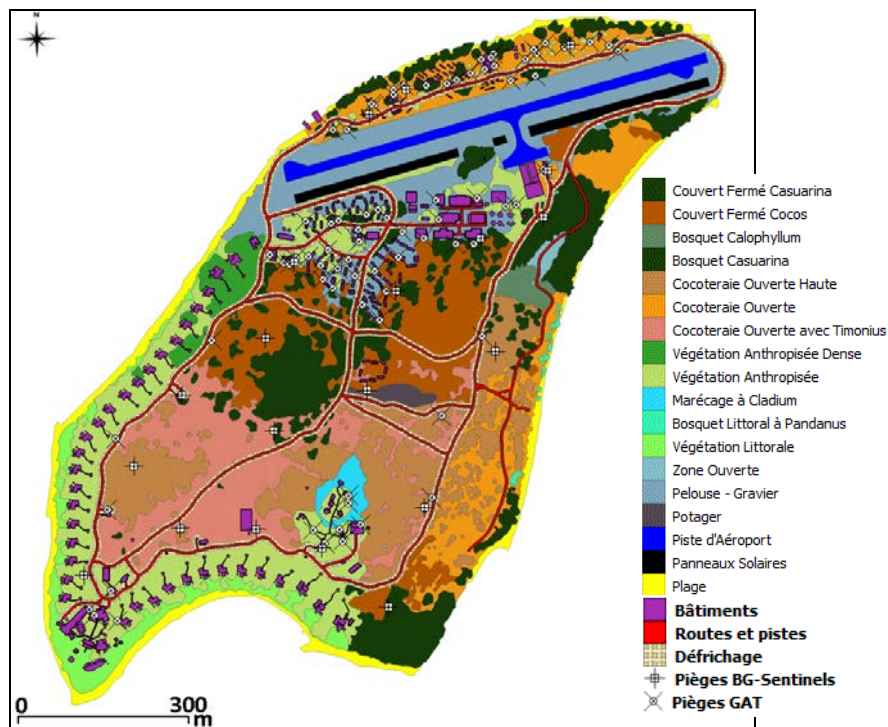 N
Couvert Fermé Casuarina
Couvert Fermé Cocos
Bosquet Calophyllum
Bosquet Casuarina
Cocoteraie Ouverte Haute
Cocoteraie Ouverte
Cocoteraie Ouverte avec Timonius
Végétation Anthropisée Dense
Végétation Anthropisée
Marécage à Cladium
Bosquet Littoral à Pandanus
Végétation Littorale
Zone Ouverte
Pelouse - Gravier
Potager
Piste d'Aéroport
Panneaux Solaires
Plage
Bâtiments
Routes et pistes
Défrichage
Pièges BG-Sentinels
Pièges GAT
0 300
m